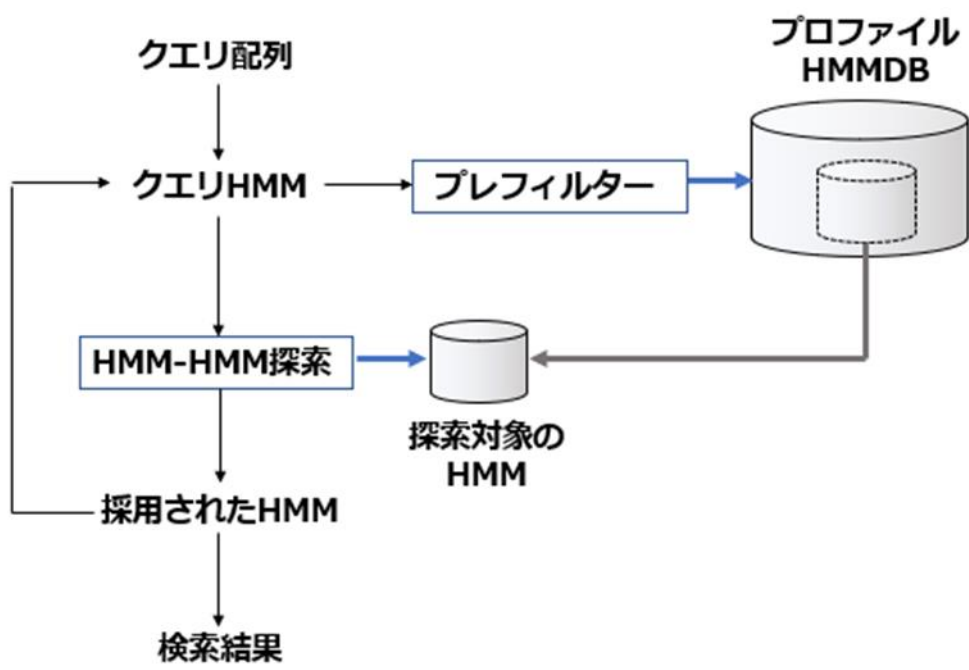 クエリ配列
プロファイル
HMMDB
クエリHMM
プレフィルター
HMM-HMM探索
探索対象の
HMM
採用されたHMM
検索結果